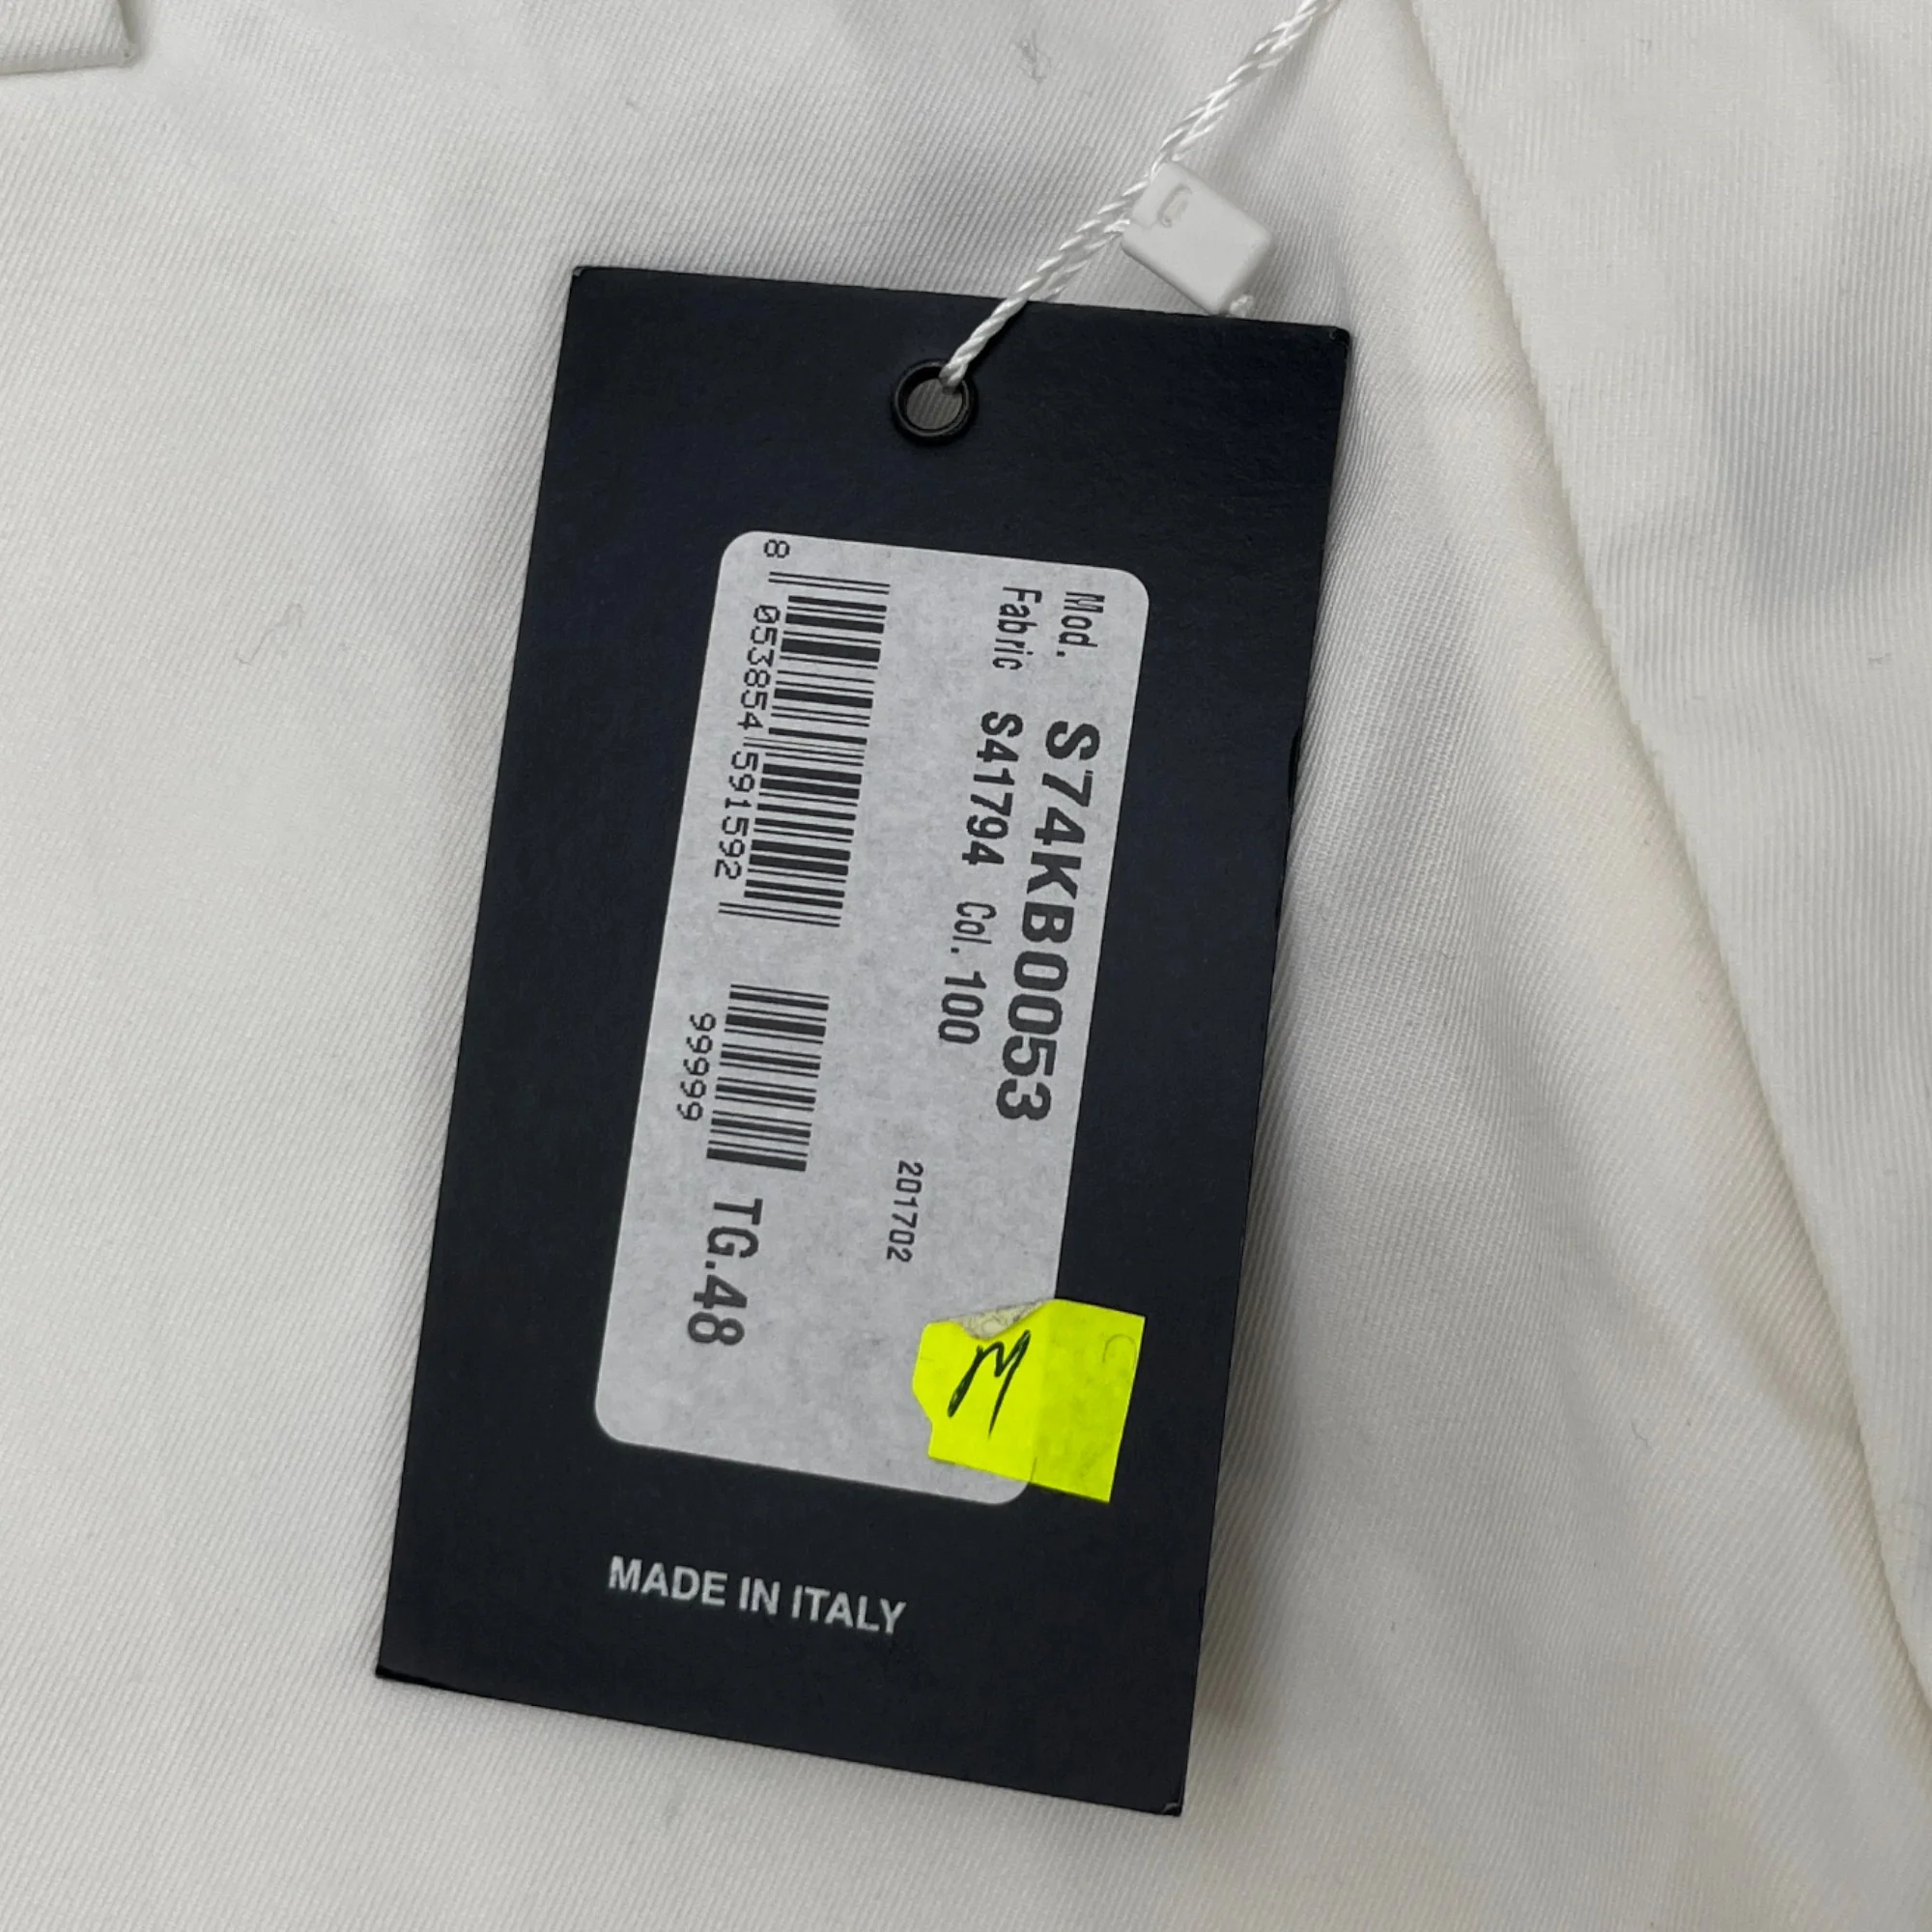 Mod. S74KB0053
Fabric S41794 Col. 100
201702
8 053854 591592
99999
TG.48
M
MADE IN ITALY